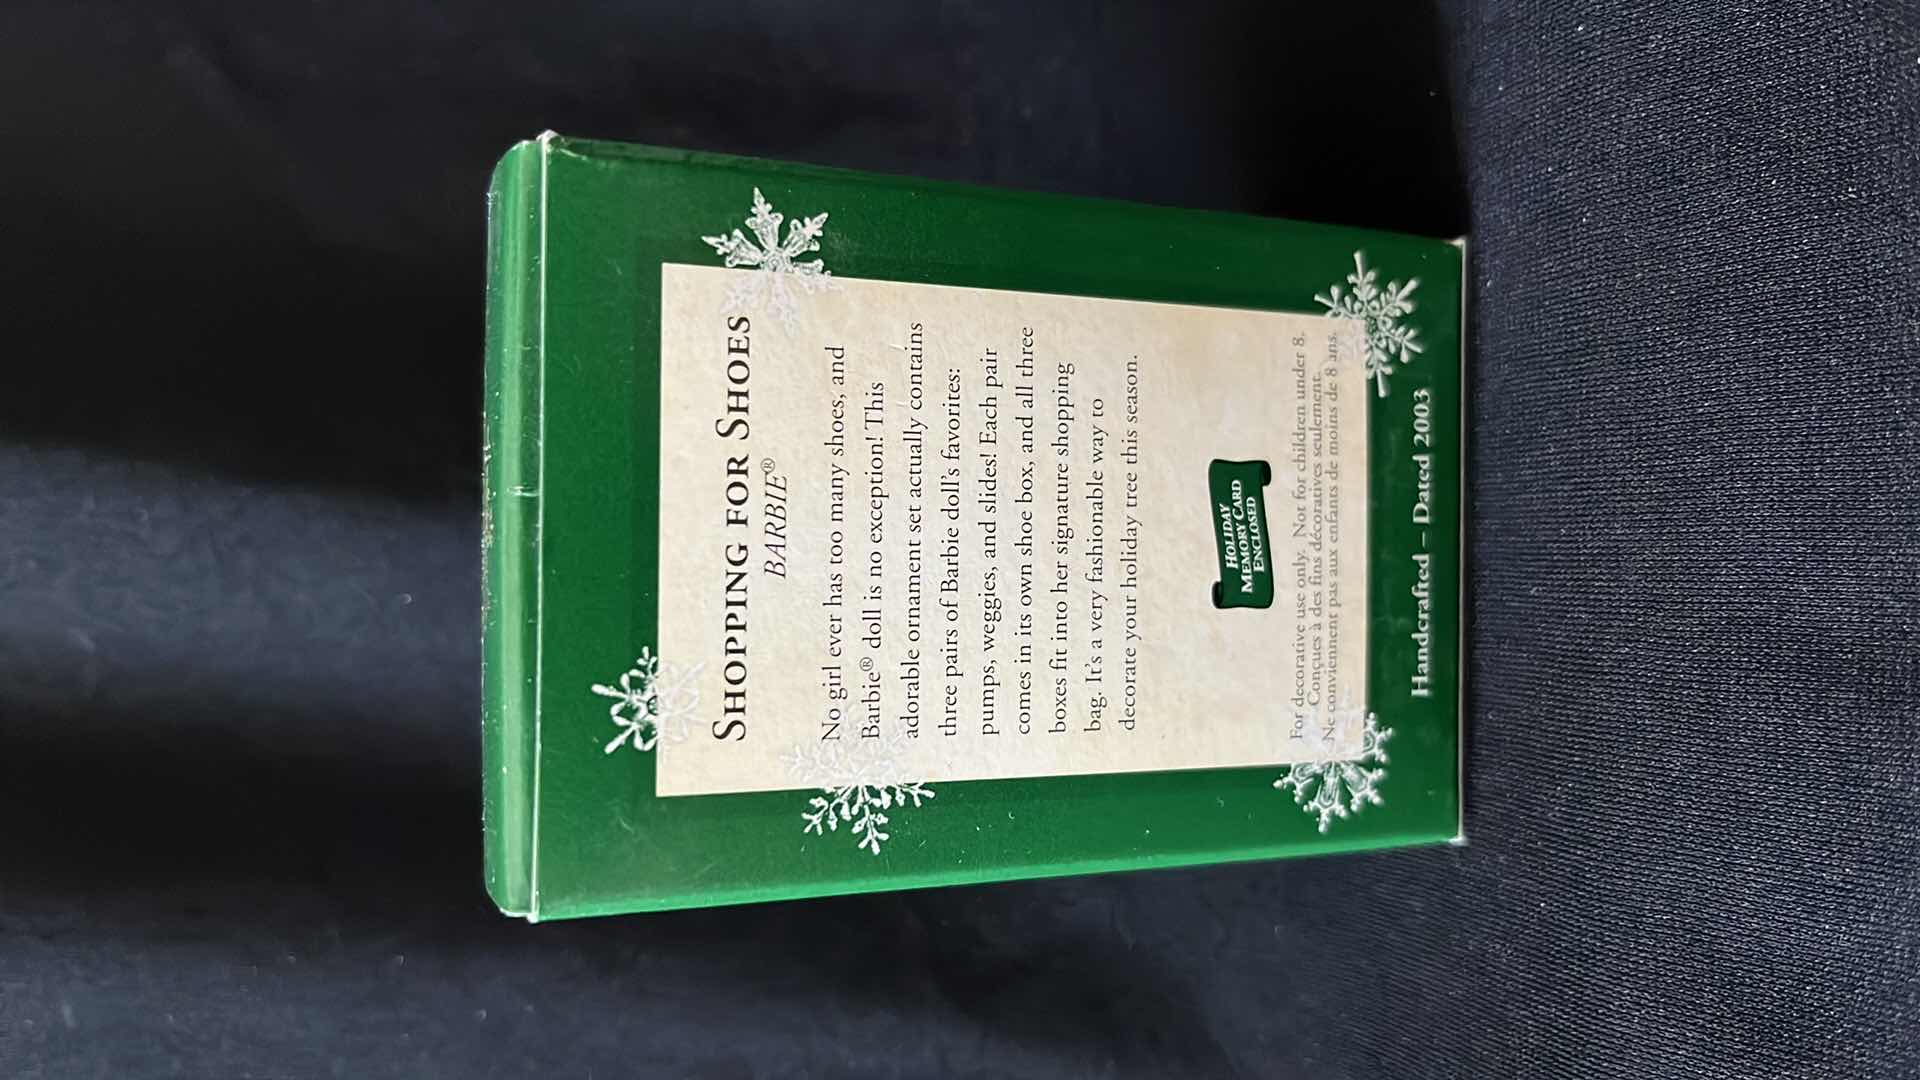 SHOPPING FOR SHOES
BARBIE®
No girl ever has too many shoes, and
Barbie® doll is no exception! This
adorable ornament set actually contains
three pairs of Barbie doll's favorites:
pumps, weggies, and slides! Each pair
comes in its own shoe box, and all three
boxes fit into her signature shopping
bag. It's a very fashionable way to
decorate your holiday tree this season.
HOLIDAY
MEMORY CARD
ENCLOSED
For decorative use only. Not for children under 8.
Conçues à des fins décoratives seulement.
Ne conviennent pas aux enfants de moins de 8 ans.
Handcrafted – Dated 2003